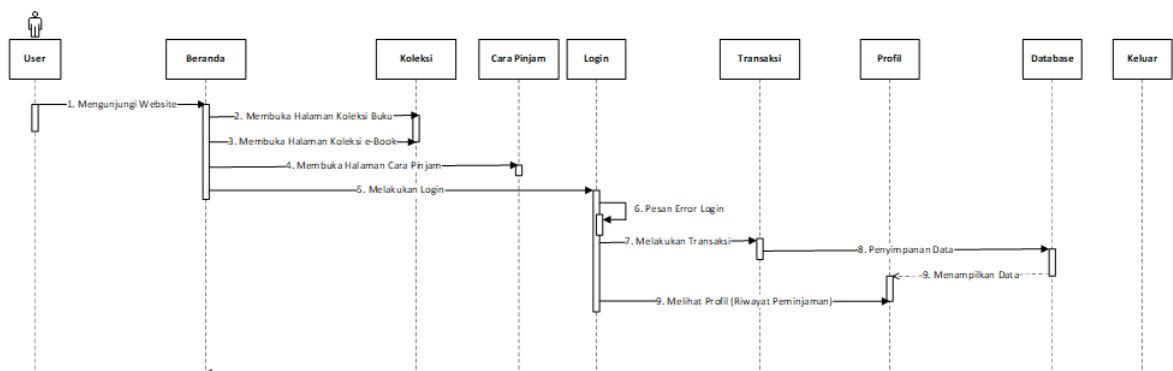 User
Beranda
Koleksi
Cara Pinjam
Login
Transaksi
Profil
Database
Keluar
1. Mengunjungi Website
2. Membuka Halaman Koleksi Buku
3. Membuka Halaman Koleksi e-Book
4. Membuka Halaman Cara Pinjam
5. Melakukan Login
6. Pesan Error Login
7. Melakukan Transaksi
8. Penyimpanan Data
9. Menampilkan Data
9. Melihat Profil (Riwayat Peminjaman)